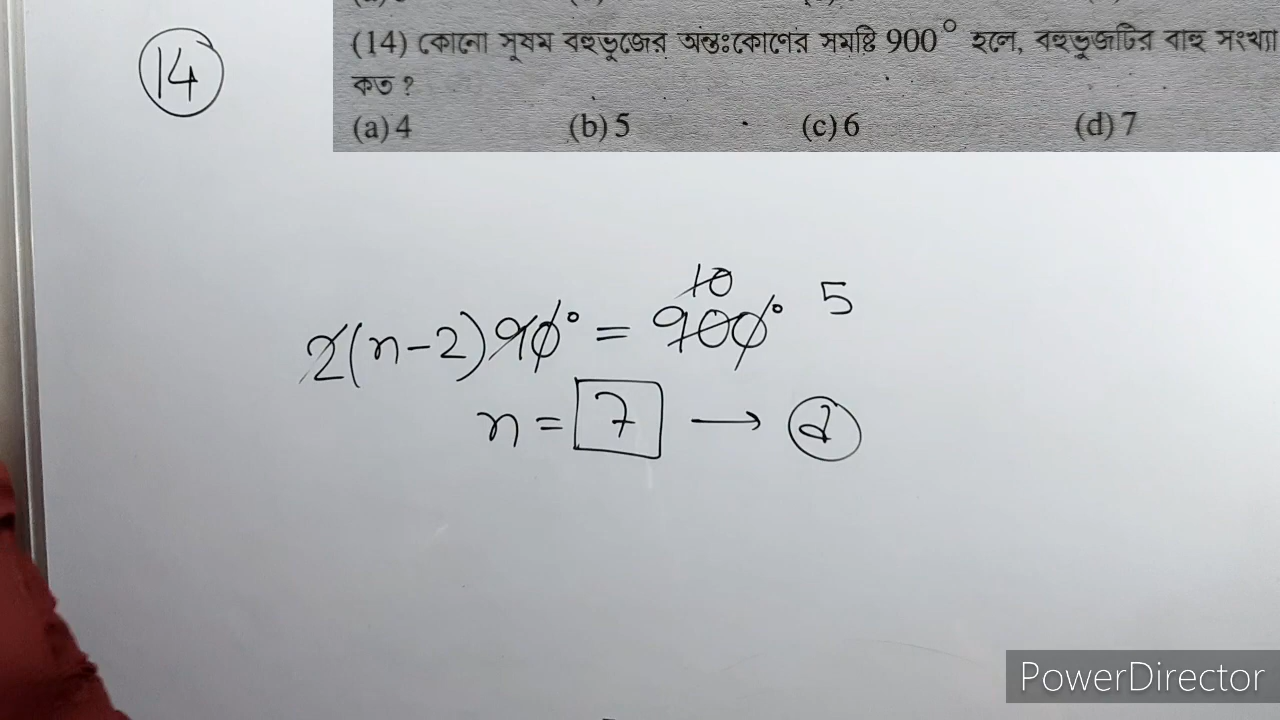 14
(14) কোনো সুষম বহুভূজের অন্তঃকোণের সমষ্টি 900° হলে, বহুভূজটির বাহু সংখ্যা
কত ?
(a) 4 (b) 5 (c) 6 (d) 7
10 5
2(n-2) 90° = 900°
n = 7 → d
PowerDirector